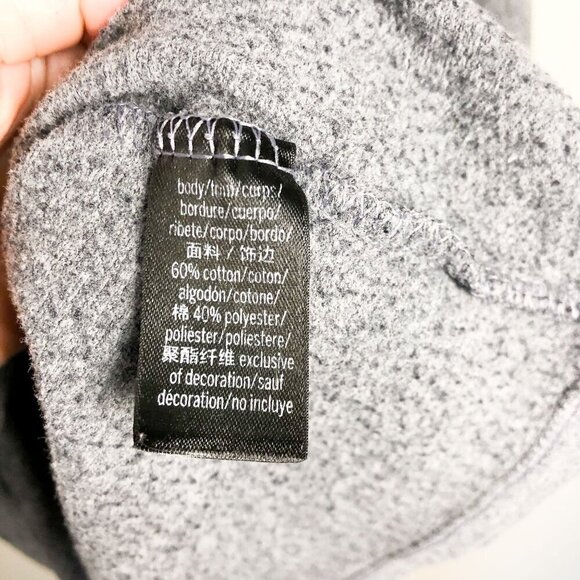 body/trim/corps/
bordure/cuerpo/
ribete/corpo/bordo/
面料 / 饰边
60% cotton/coton/
algodón/cotone/
棉 40% polyester/
poliester/poliestere/
聚酯纤维 exclusive
of decoration/sauf
décoration/no incluye